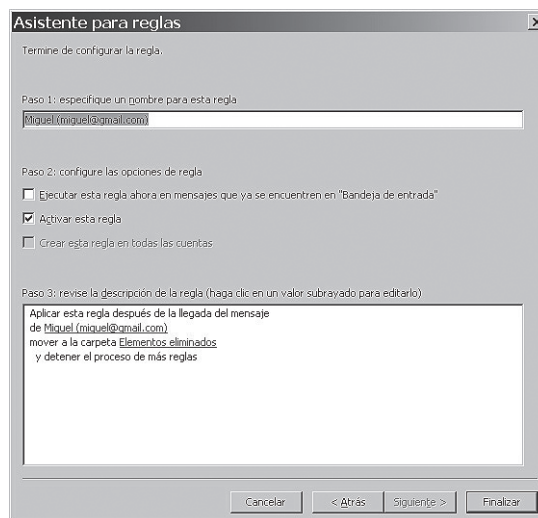 Asistente para reglas
Termine de configurar la regla.
Paso 1: especifique un nombre para esta regla
Miguel (miguel@gmail.com)
Paso 2: configure las opciones de regla
Ejecutar esta regla ahora en mensajes que ya se encuentren en "Bandeja de entrada"
Activar esta regla
Crear esta regla en todas las cuentas
Paso 3: revise la descripción de la regla (haga clic en un valor subrayado para editarlo)
Aplicar esta regla después de la llegada del mensaje
de Miguel (miguel@gmail.com)
mover a la carpeta Elementos eliminados
y detener el proceso de más reglas
Cancelar < Atrás Siguiente > Finalizar